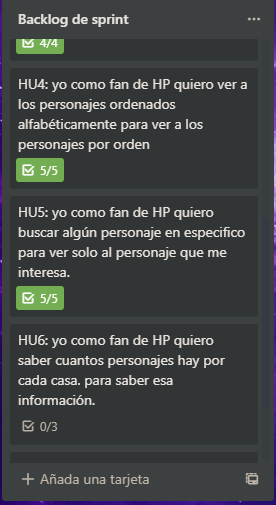 Backlog de sprint
4/4
HU4: yo como fan de HP quiero ver a
los personajes ordenados
alfabéticamente para ver a los
personajes por orden
5/5
HU5: yo como fan de HP quiero
buscar algún personaje en especifico
para ver solo al personaje que me
interesa.
5/5
HU6: yo como fan de HP quiero
saber cuantos personajes hay por
cada casa. para saber esa
información.
0/3
Añada una tarjeta